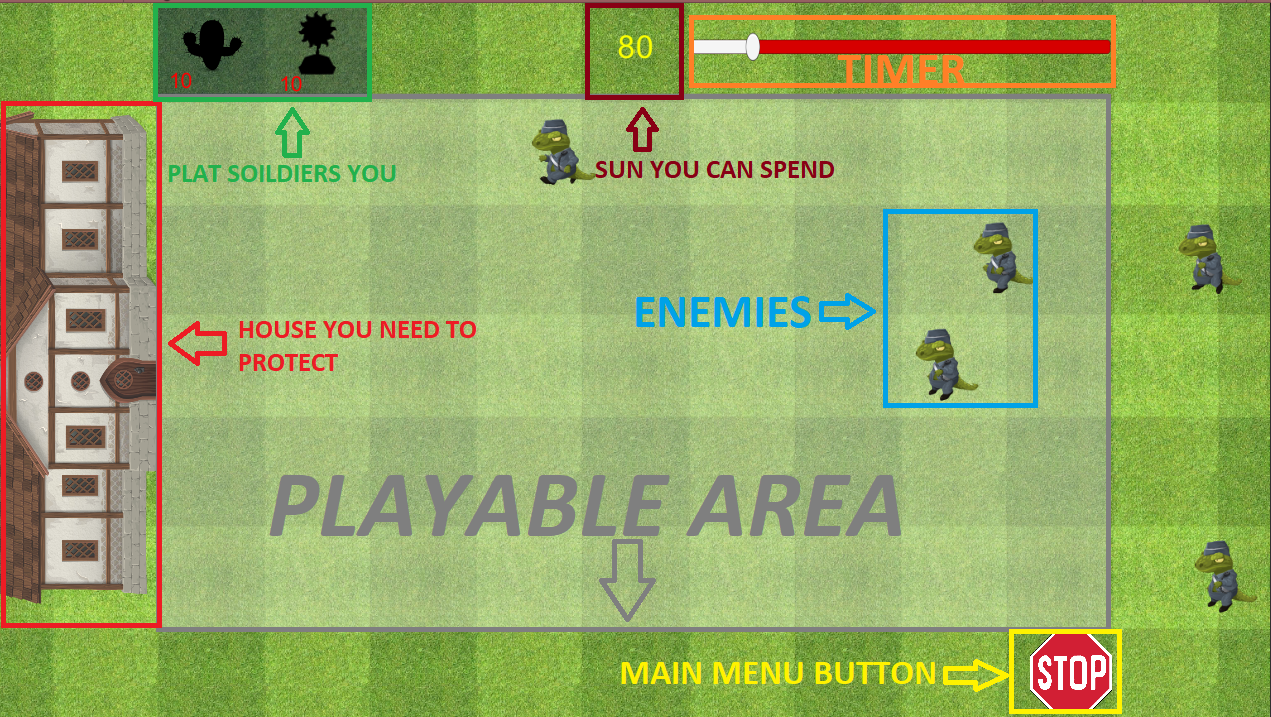 80
TIMER
10
10
PLAT SOILDIERS YOU
SUN YOU CAN SPEND
ENEMIES
HOUSE YOU NEED TO
PROTECT
PLAYABLE AREA
MAIN MENU BUTTON
STOP